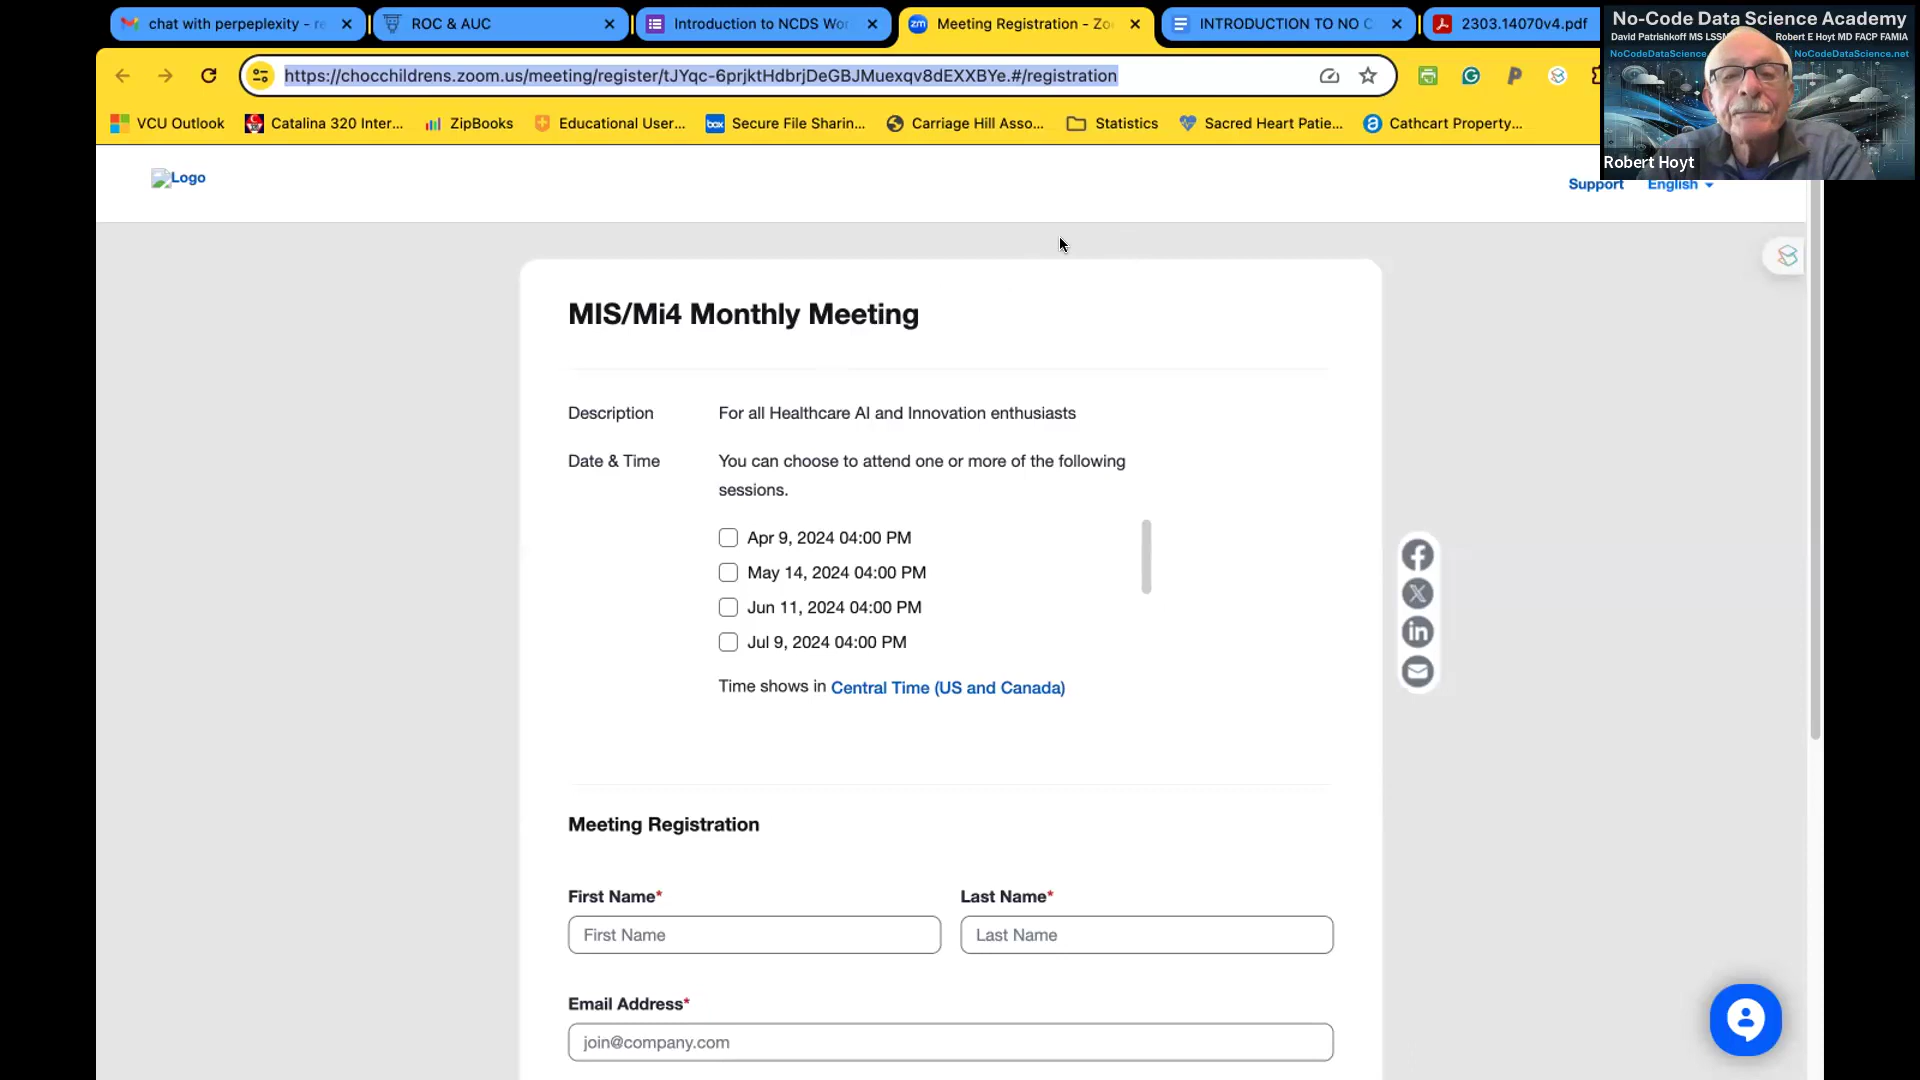 chat with perpeplexity - re
ROC & AUC
Introduction to NCDS Wor
Meeting Registration - Zo
INTRODUCTION TO NO C
2303.14070v4.pdf
No-Code Data Science Academy
David Patrishkoff MS LSSM
Robert E Hoyt MD FACP FAMIA
NoCodeDataScience.
NoCodeDataScience.net
https://chocchildrens.zoom.us/meeting/register/tJYqc-6prjktHdbrjDeGBJMuexqv8dEXXBYe.#/registration
VCU Outlook
Catalina 320 Inter...
ZipBooks
Educational User...
Secure File Sharin...
Carriage Hill Asso...
Statistics
Sacred Heart Patie...
Cathcart Property...
Robert Hoyt
Logo
Support
English
MIS/Mi4 Monthly Meeting
Description
For all Healthcare AI and Innovation enthusiasts
Date & Time
You can choose to attend one or more of the following
sessions.
Apr 9, 2024 04:00 PM
May 14, 2024 04:00 PM
Jun 11, 2024 04:00 PM
Jul 9, 2024 04:00 PM
Time shows in Central Time (US and Canada)
Meeting Registration
First Name*
Last Name*
First Name
Last Name
Email Address*
join@company.com